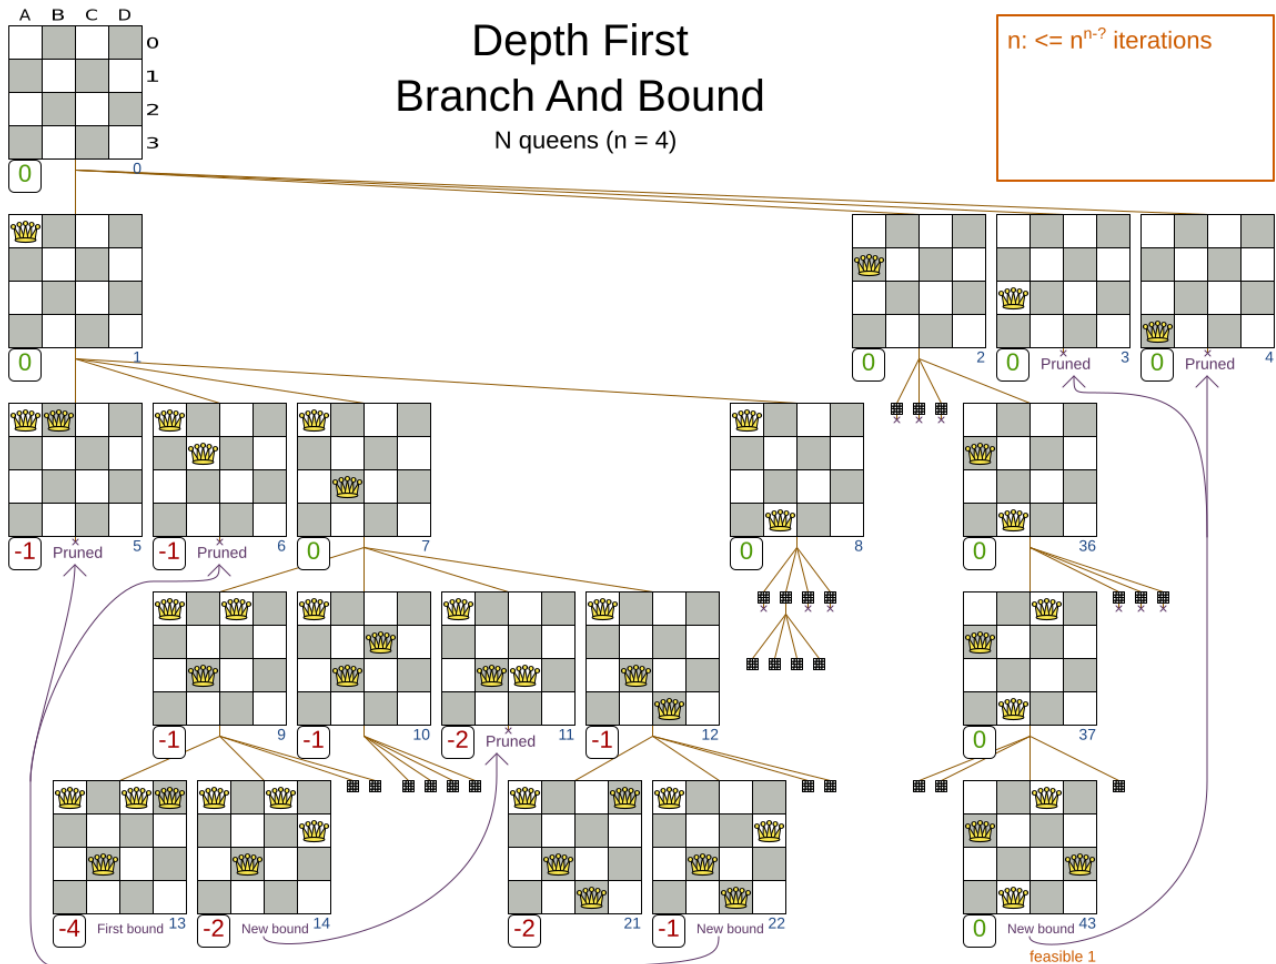 A B C D
Depth First
Branch And Bound
N queens (n = 4)
n: <= n^n-? iterations
0
1
2
3
0 0
0 1
0 2
0 Pruned 3
0 Pruned 4
-1 Pruned 5
-1 Pruned 6
0 7
0 8
0 36
-1 9
-1 10
-2 Pruned 11
-1 12
0 37
-4 First bound 13
-2 New bound 14
-2 21
-1 New bound 22
0 New bound 43
feasible 1